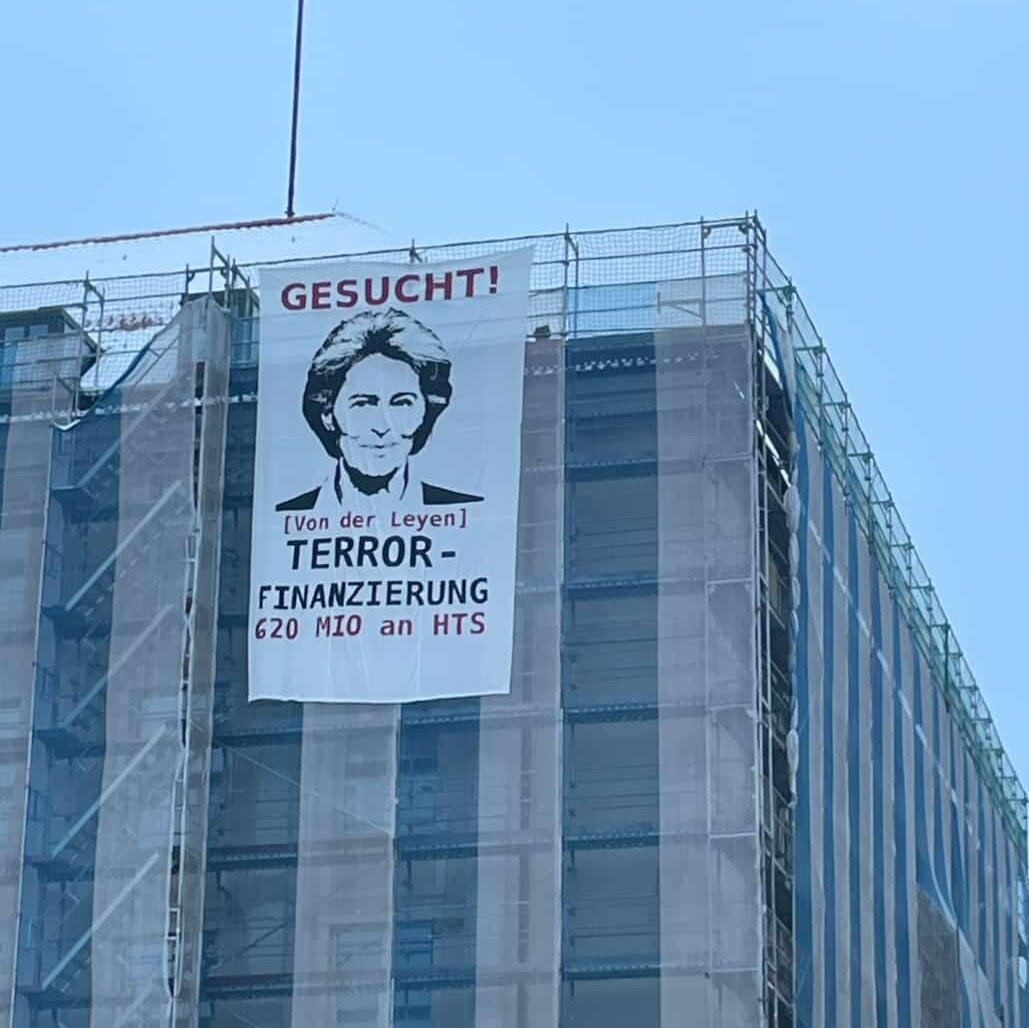 GESUCHT!
[Von der Leyen]
TERROR-
FINANZIERUNG
620 MIO an HTS